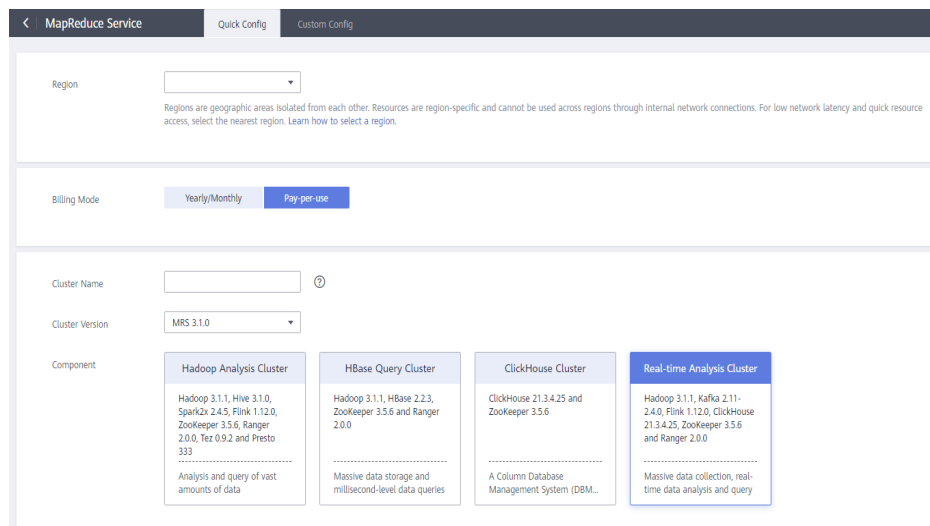 MapReduce Service
Quick Config
Custom Config
Region
Regions are geographic areas isolated from each other. Resources are region-specific and cannot be used across regions through internal network connections. For low network latency and quick resource
access, select the nearest region. Learn how to select a region.
Billing Mode
Yearly/Monthly
Pay-per-use
Cluster Name
?
Cluster Version
MRS 3.1.0
Component
Hadoop Analysis Cluster
Hadoop 3.1.1, Hive 3.1.0,
Spark2x 2.4.5, Flink 1.12.0,
ZooKeeper 3.5.6, Ranger
2.0.0, Tez 0.9.2 and Presto
333
Analysis and query of vast
amounts of data
HBase Query Cluster
Hadoop 3.1.1, HBase 2.2.3,
ZooKeeper 3.5.6 and Ranger
2.0.0
Massive data storage and
millisecond-level data queries
ClickHouse Cluster
ClickHouse 21.3.4.25 and
ZooKeeper 3.5.6
A Column Database
Management System (DBM...
Real-time Analysis Cluster
Hadoop 3.1.1, Kafka 2.11-
2.4.0, Flink 1.12.0, ClickHouse
21.3.4.25, ZooKeeper 3.5.6
and Ranger 2.0.0
Massive data collection, real-
time data analysis and query